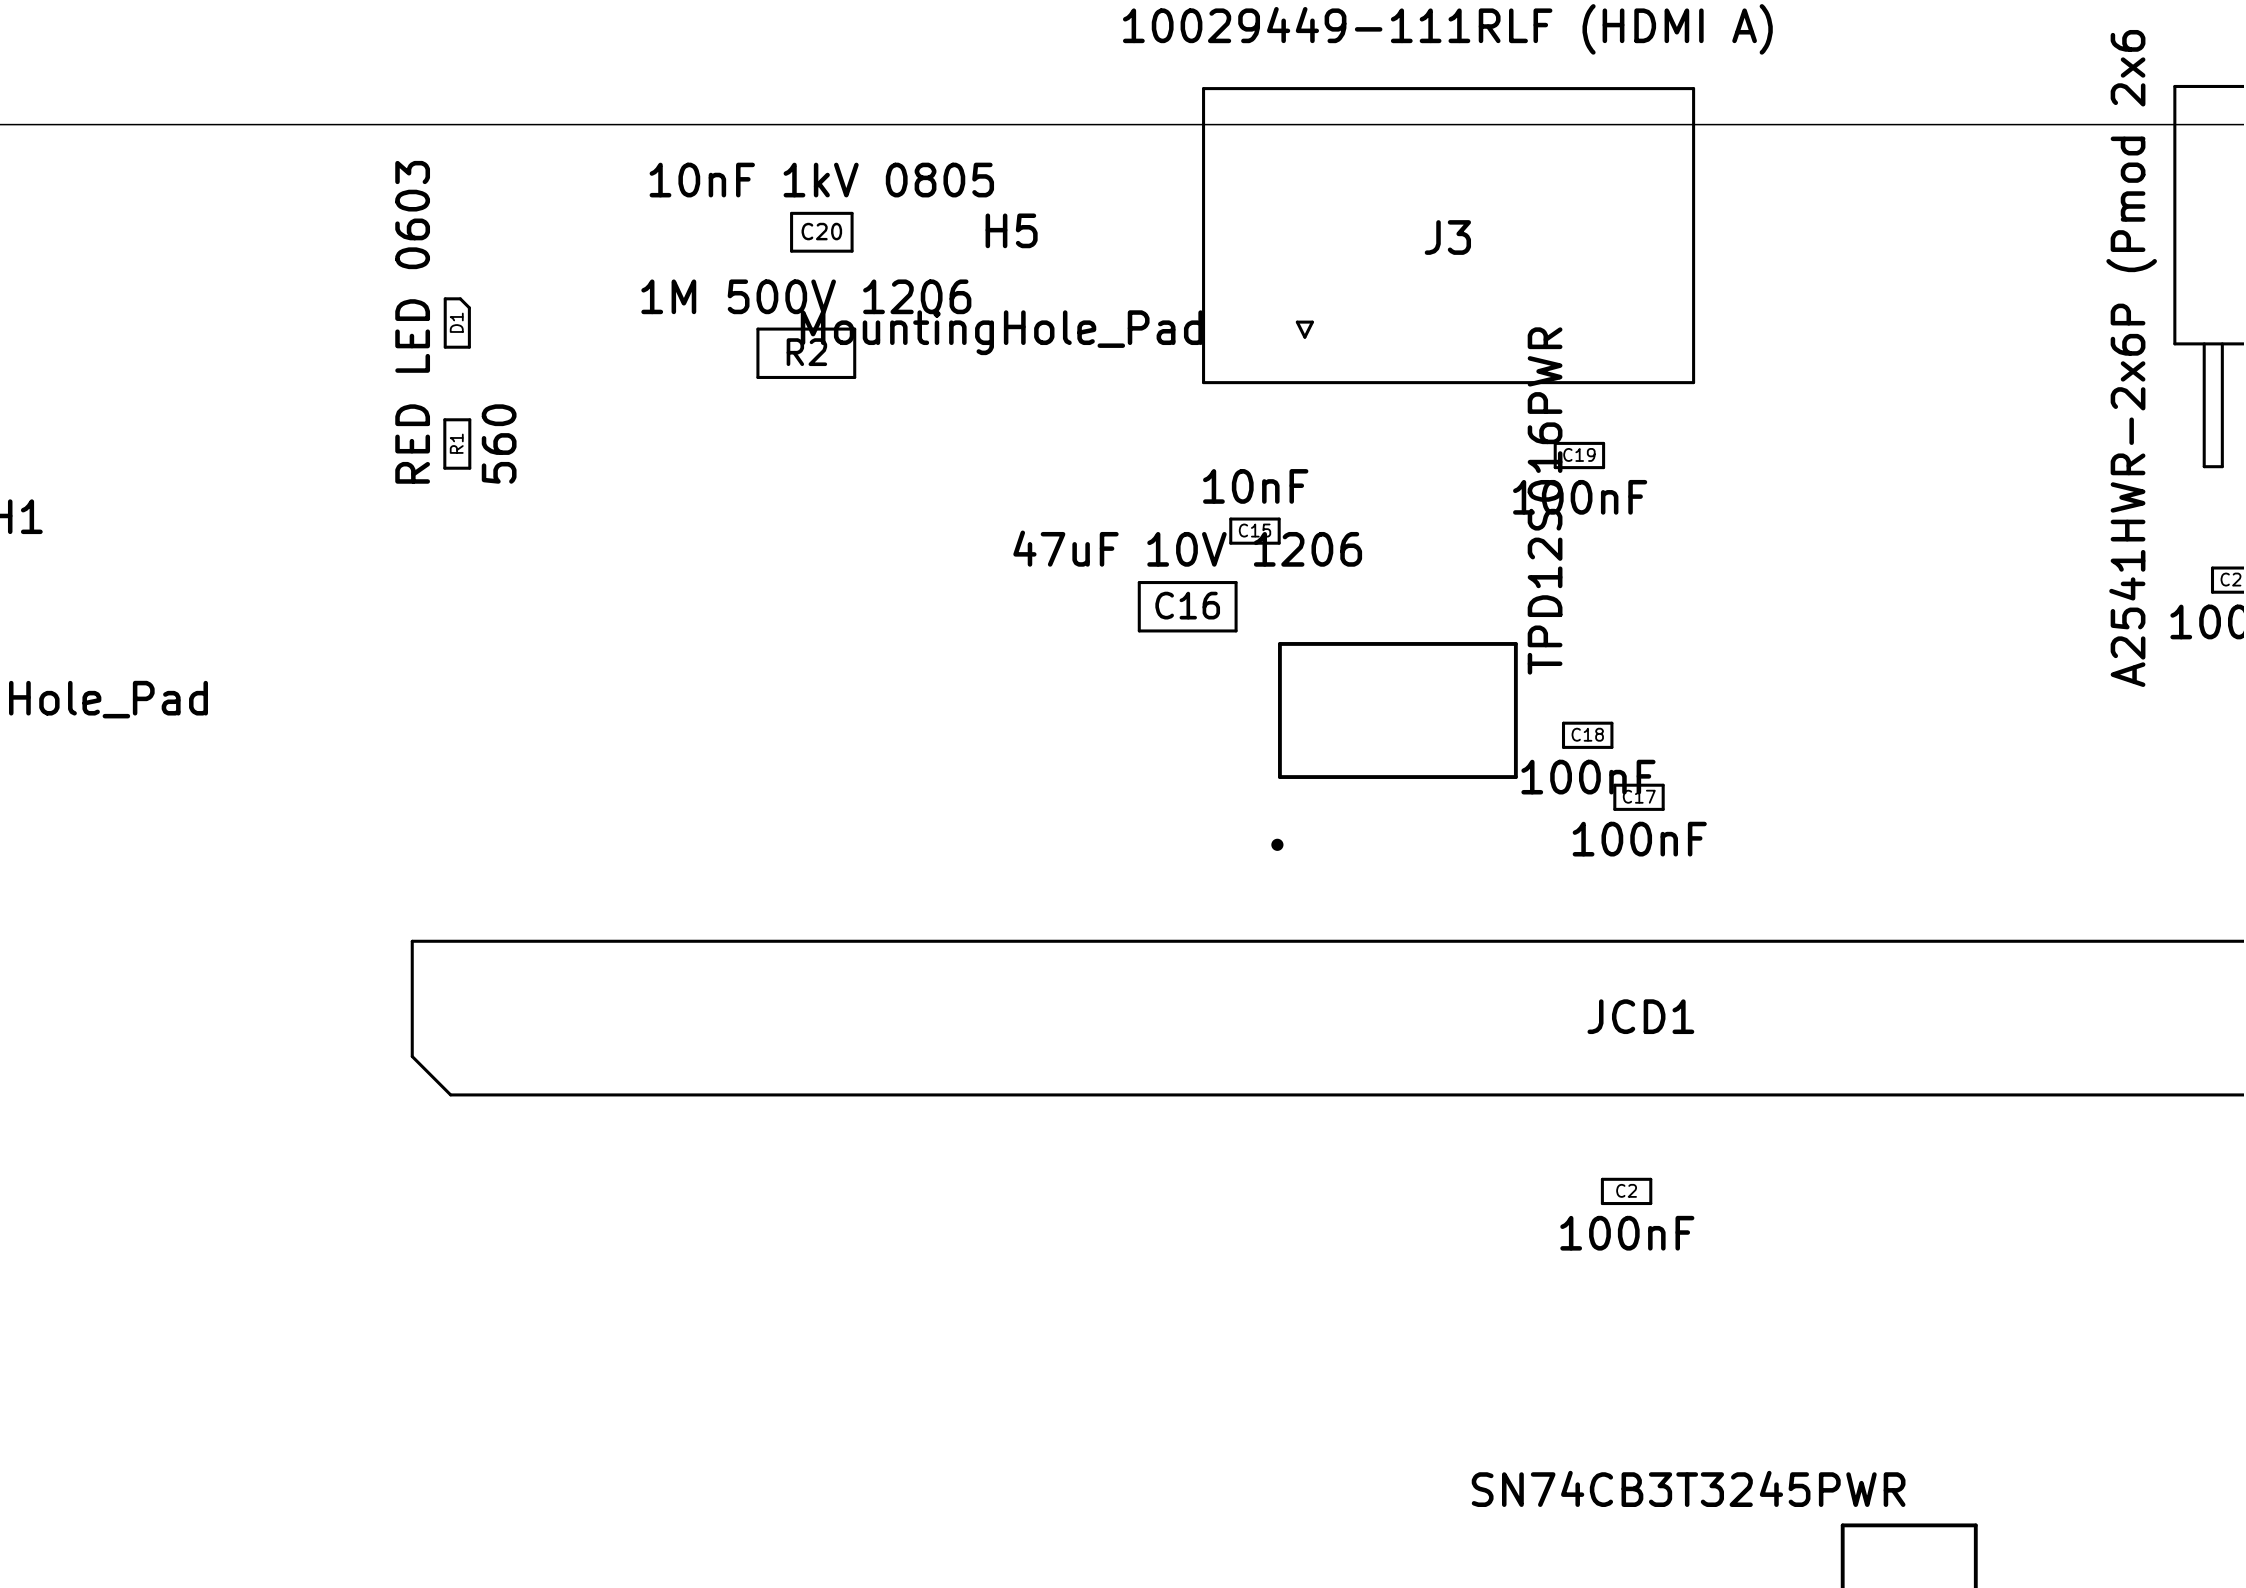 10029449-111RLF (HDMI A)
A2541HWR-2x6P (Pmod 2x6
RED LED 0603
10nF 1kV 0805
C20
H5
J3
1M 500V 1206
D1
MountingHole_Pad
R2
TPD12S016PWR
R1
560
C19
10nF
100nF
H1
C15
47uF 10V 1206
C2
C16
100
Hole_Pad
C18
100nF
C17
100nF
JCD1
C2
100nF
SN74CB3T3245PWR